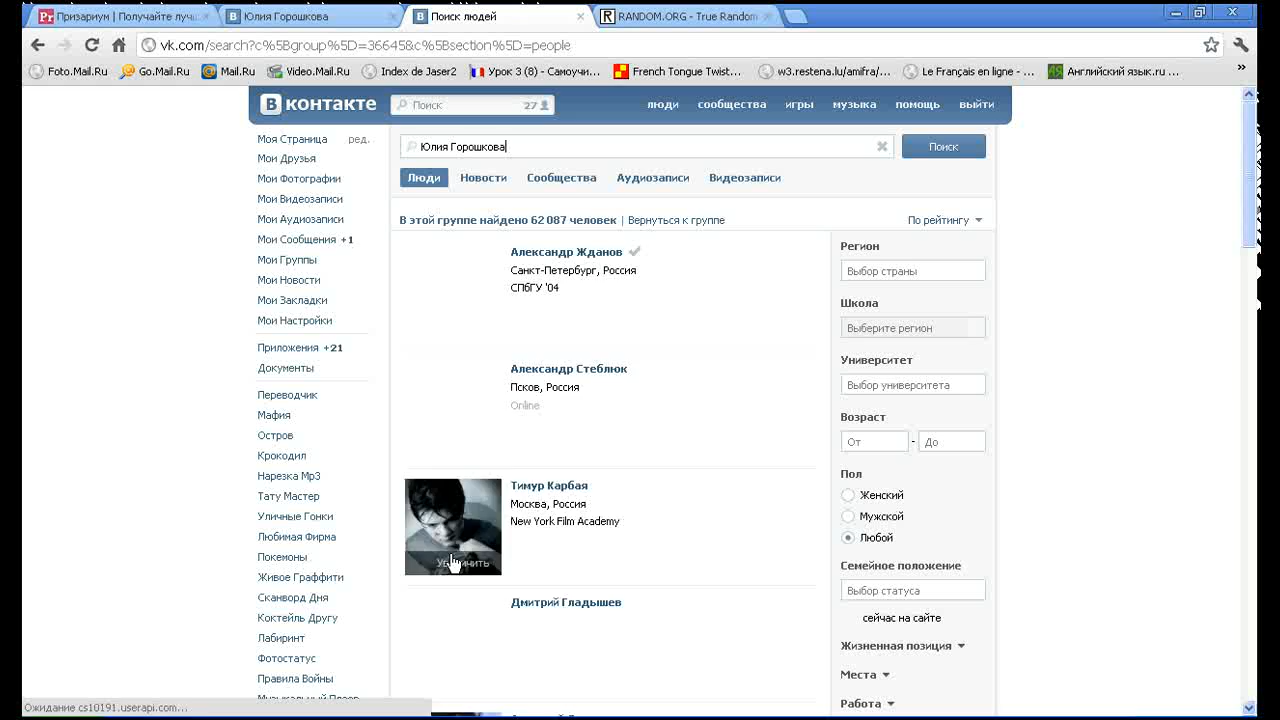 Призариум | Получайте лучш
Юлия Горошкова
Поиск людей
RANDOM.ORG - True Random
vk.com/search?c%5Bgroup%5D=36645&c%5Bsection%5D=people
Foto.Mail.Ru Go.Mail.Ru Mail.Ru Video.Mail.Ru Index de Jaser2 Урок 3 (8) - Самоучи... French Tongue Twist... w3.restena.lu/amifra/... Le Français en ligne - ... Английский язык.ru ... »
В контакте Поиск 27 люди сообщества игры музыка помощь выйти
Моя Страница ред.
Мои Друзья
Мои Фотографии
Мои Видеозаписи
Мои Аудиозаписи
Мои Сообщения +1
Мои Группы
Мои Новости
Мои Закладки
Мои Настройки
Приложения +21
Документы
Переводчик
Мафия
Остров
Крокодил
Нарезка Mp3
Тату Мастер
Уличные Гонки
Любимая Фирма
Покемоны
Живое Граффити
Сканворд Дня
Коктейль Другу
Лабиринт
Фотостатус
Правила Войны
Музыкальный Плеер
Юлия Горошкова Поиск
Люди Новости Сообщества Аудиозаписи Видеозаписи
В этой группе найдено 62 087 человек | Вернуться к группе По рейтингу
Александр Жданов
Санкт-Петербург, Россия
СПбГУ '04
Александр Стеблюк
Псков, Россия
Online
Тимур Карбая
Москва, Россия
New York Film Academy
Увеличить
Дмитрий Гладышев
Регион
Выбор страны
Школа
Выберите регион
Университет
Выбор университета
Возраст
От - До
Пол
Женский
Мужской
Любой
Семейное положение
Выбор статуса
сейчас на сайте
Жизненная позиция
Места
Работа
Ожидание cs10191.userapi.com...